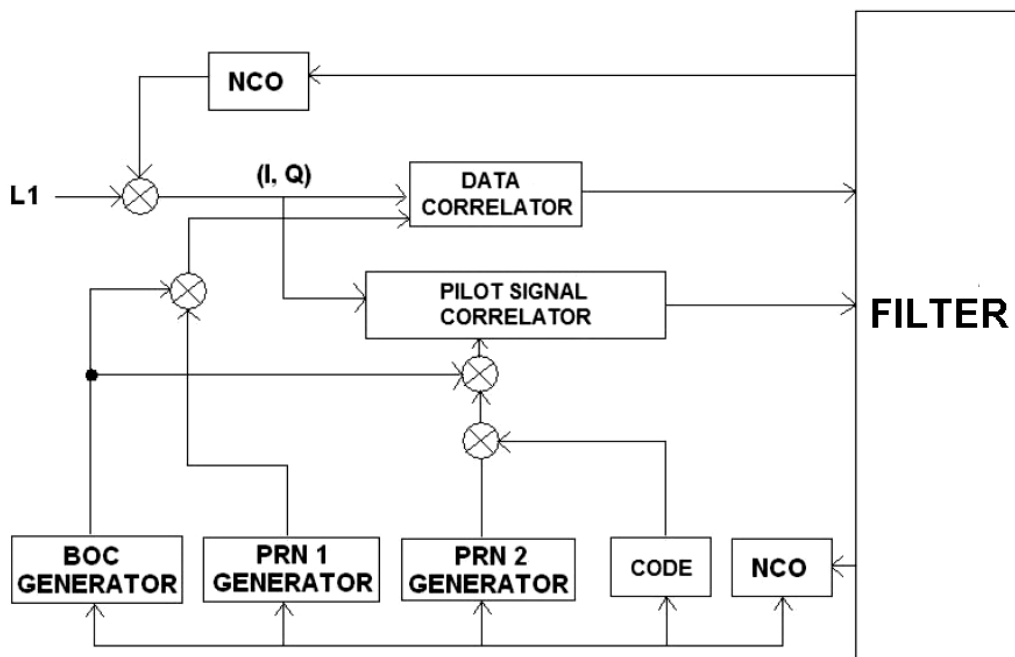 NCO
L1
(I, Q)
DATA
CORRELATOR
PILOT SIGNAL
CORRELATOR
FILTER
BOC
GENERATOR
PRN 1
GENERATOR
PRN 2
GENERATOR
CODE
NCO